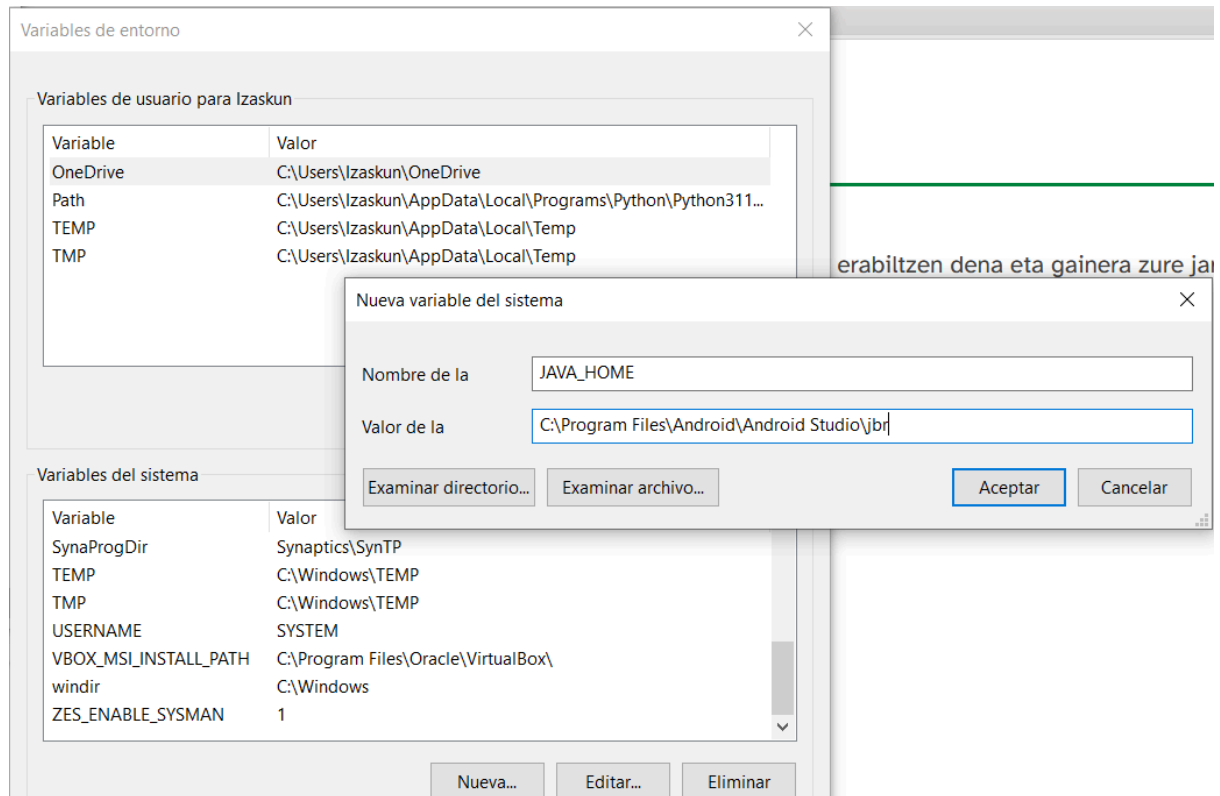 Variables de entorno
Variables de usuario para Izaskun
Variable Valor
OneDrive C:\Users\Izaskun\OneDrive
Path C:\Users\Izaskun\AppData\Local\Programs\Python\Python311...
TEMP C:\Users\Izaskun\AppData\Local\Temp
TMP C:\Users\Izaskun\AppData\Local\Temp
erabiltzen dena eta gainera zure jar
Nueva variable del sistema
Nombre de la JAVA_HOME
Valor de la C:\Program Files\Android\Android Studio\jbr
Examinar directorio... Examinar archivo... Aceptar Cancelar
Variables del sistema
Variable Valor
SynaProgDir Synaptics\SynTP
TEMP C:\Windows\TEMP
TMP C:\Windows\TEMP
USERNAME SYSTEM
VBOX_MSI_INSTALL_PATH C:\Program Files\Oracle\VirtualBox\
windir C:\Windows
ZES_ENABLE_SYSMAN 1
Nueva... Editar... Eliminar